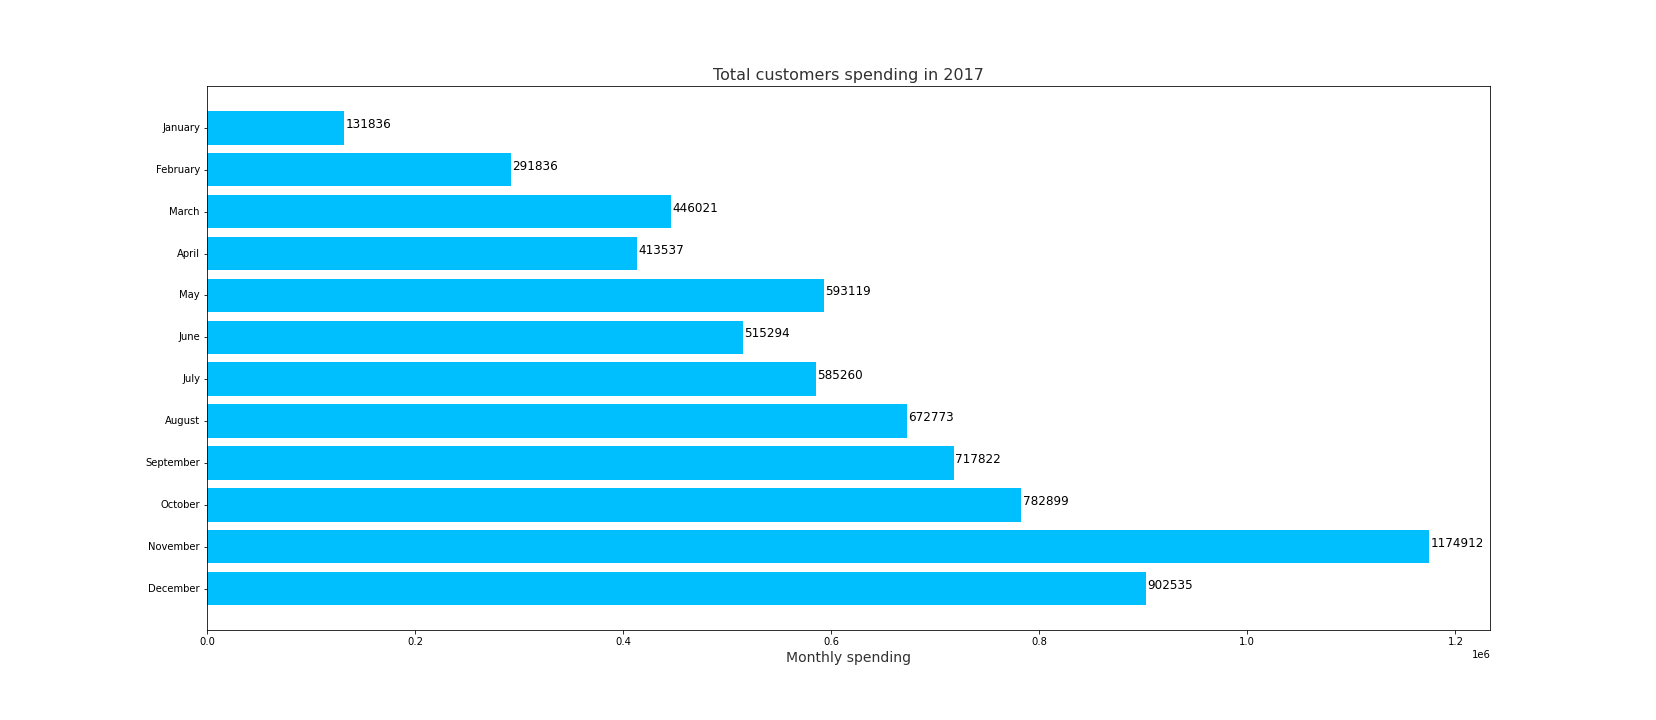 Total customers spending in 2017
January 131836
February 291836
March 446021
April 413537
May 593119
June 515294
July 585260
August 672773
September 717822
October 782899
November 1174912
December 902535
0.0 0.2 0.4 0.6 0.8 1.0 1.2
1e6
Monthly spending